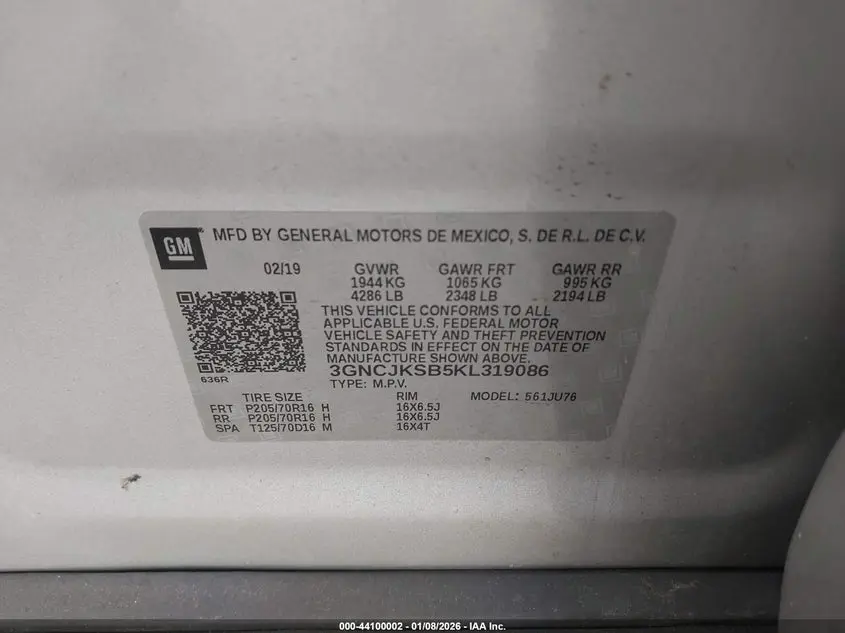 GM
MFD BY GENERAL MOTORS DE MEXICO, S. DE R.L. DE C.V.
02/19 GVWR GAWR FRT GAWR RR
1944 KG 1065 KG 995 KG
4286 LB 2348 LB 2194 LB
THIS VEHICLE CONFORMS TO ALL
APPLICABLE U.S. FEDERAL MOTOR
VEHICLE SAFETY AND THEFT PREVENTION
STANDARDS IN EFFECT ON THE DATE OF
MANUFACTURE SHOWN ABOVE.
636R
3GNCJKSB5KL319086
TYPE: M.P.V.
TIRE SIZE RIM MODEL: 561JU76
FRT P205/70R16 H 16X6.5J
RR P205/70R16 H 16X6.5J
SPA T125/70D16 M 16X4T
000-44100002 - 01/08/2026 - IAA Inc.